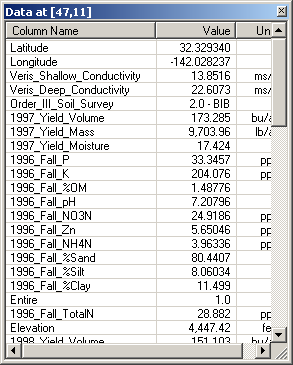 Data at [47,11]
Column Name Value Un
Latitude 32.329340
Longitude -142.028237
Veris_Shallow_Conductivity 13.8516 ms/
Veris_Deep_Conductivity 22.6073 ms/
Order_III_Soil_Survey 2.0 - BIB
1997_Yield_Volume 173.285 bu/a
1997_Yield_Mass 9,703.96 lb/a
1997_Yield_Moisture 17.424
1996_Fall_P 33.3457 pp
1996_Fall_K 204.076 pp
1996_Fall_%OM 1.48776
1996_Fall_pH 7.20796
1996_Fall_NO3N 24.9186 pp
1996_Fall_Zn 5.65046 pp
1996_Fall_NH4N 3.96336 pp
1996_Fall_%Sand 80.4407
1996_Fall_%Silt 8.06034
1996_Fall_%Clay 11.499
Entire 1.0
1996_Fall_TotalN 28.882 pp
Elevation 4,447.42 fe
1998_Yield_Volume 151.103 bu/a